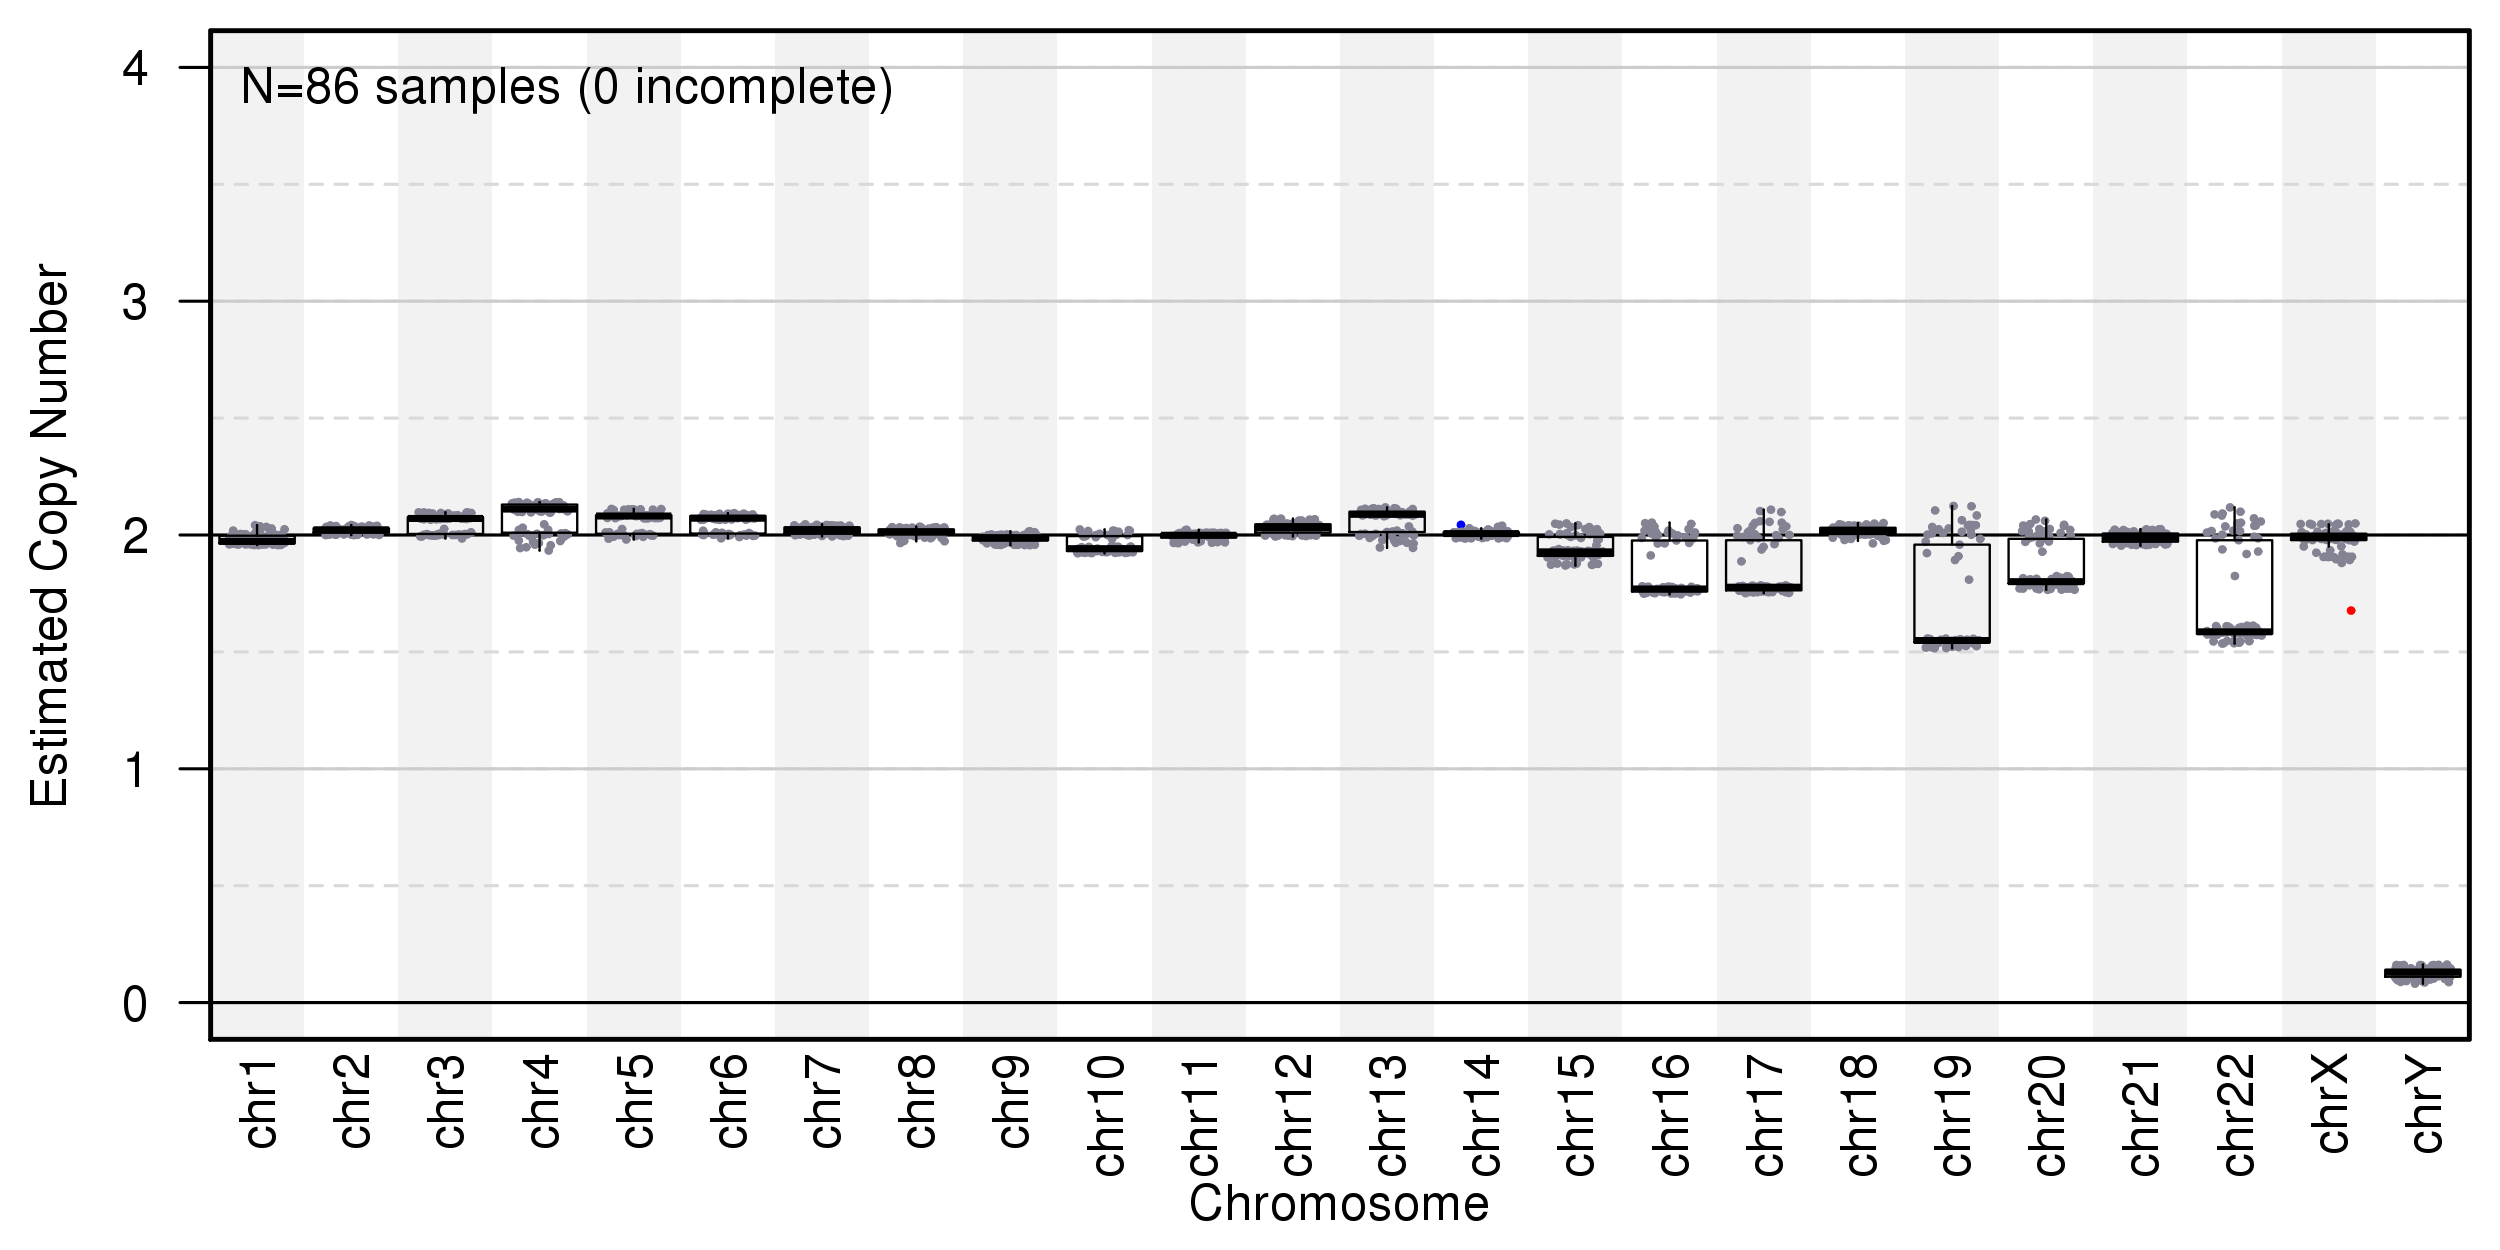 N=86 samples (0 incomplete)
Estimated Copy Number
4
3
2
1
0
chr1
chr2
chr3
chr4
chr5
chr6
chr7
chr8
chr9
chr10
chr11
chr12
chr13
chr14
chr15
chr16
chr17
chr18
chr19
chr20
chr21
chr22
chrX
chrY
Chromosome